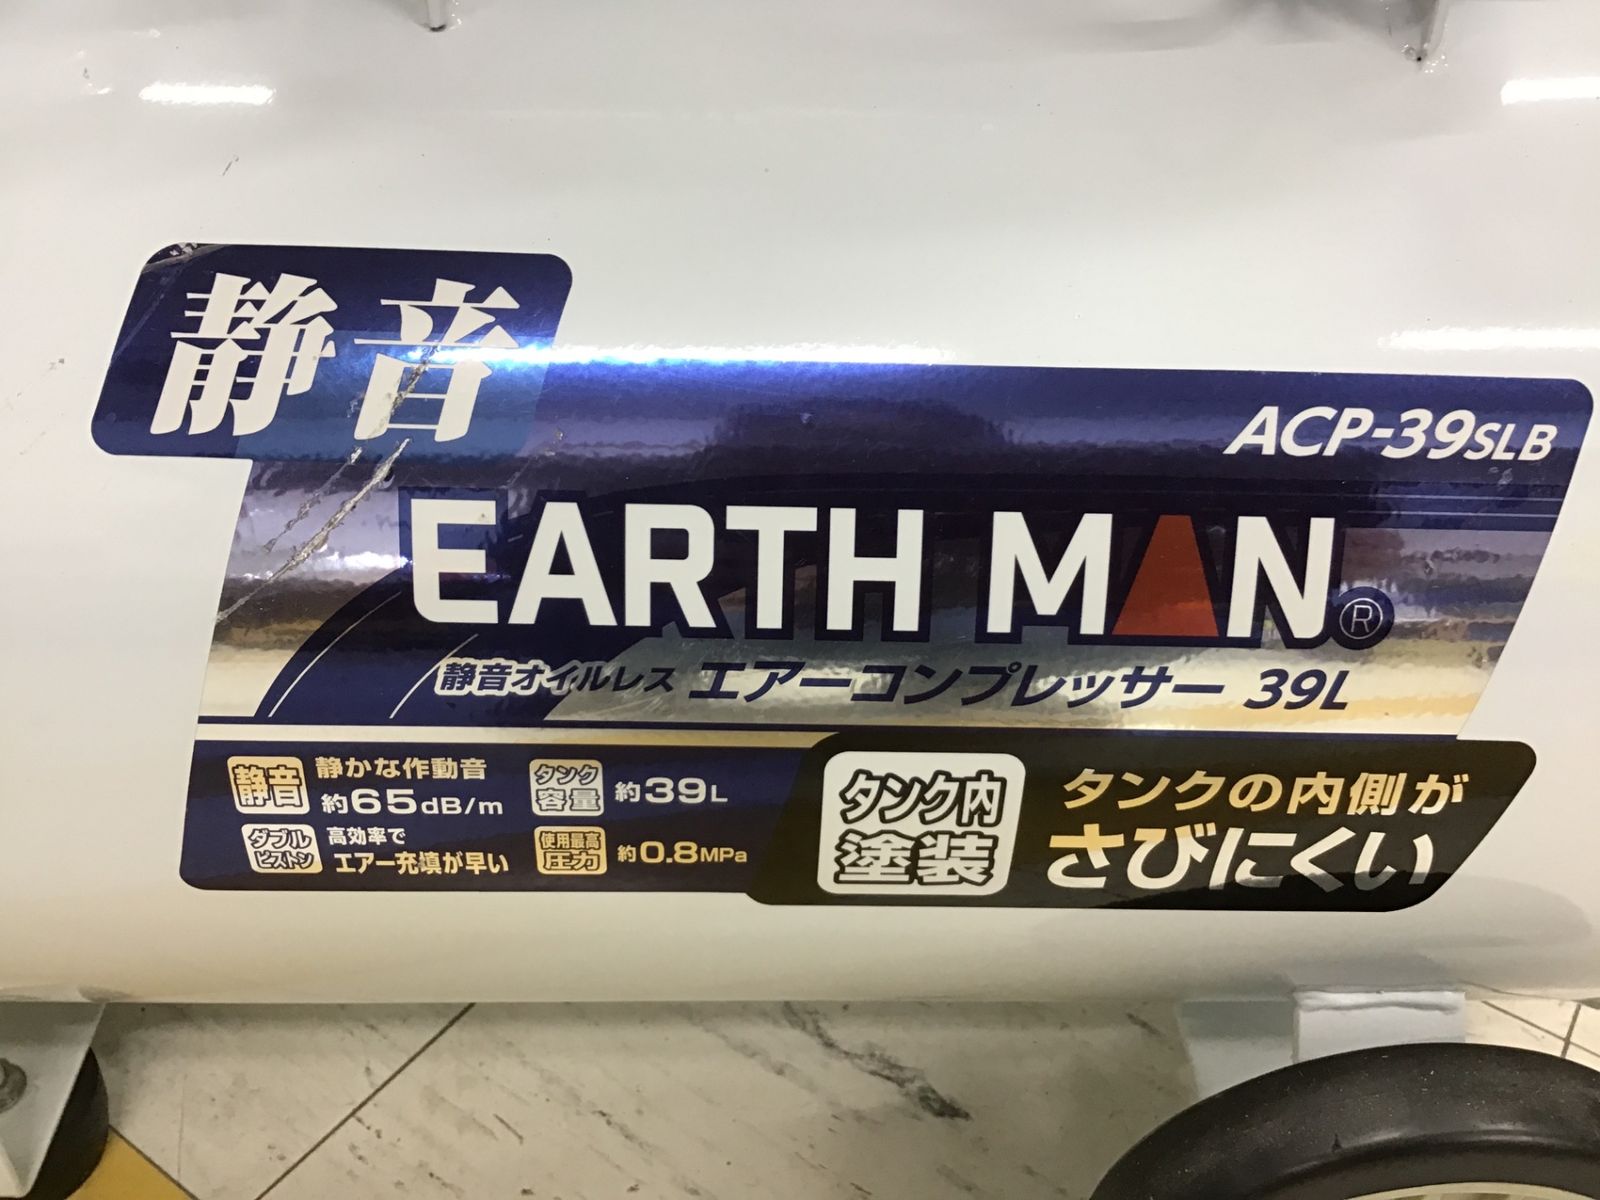 静音
ACP-39SLB
EARTH MAN®
静音オイルレス エアーコンプレッサー 39L
静音 静かな作動音 約65dB/m
タンク容量 約39L
ダブルピストン 高効率でエアー充填が早い
使用最高圧力 約0.8MPa
タンク内塗装
タンクの内側が
さびにくい